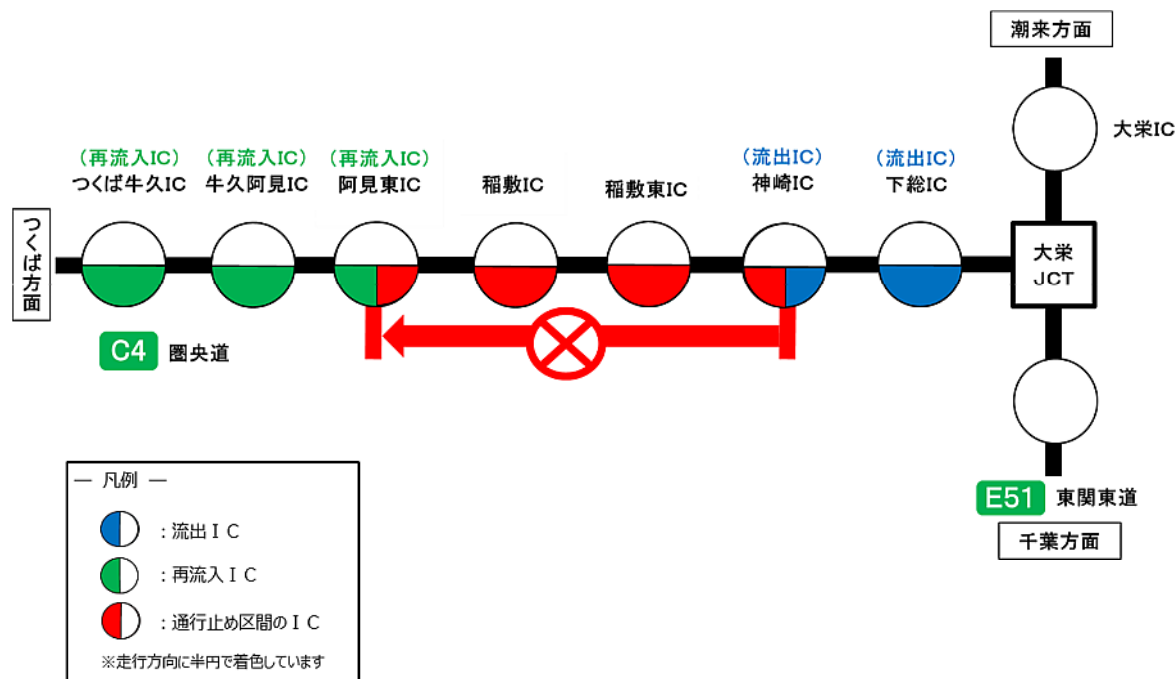 潮来方面
大栄IC
（再流入IC）
つくば牛久IC
（再流入IC）
牛久阿見IC
（再流入IC）
阿見東IC
稲敷IC
稲敷東IC
（流出IC）
神崎IC
（流出IC）
下総IC
つくば方面
大栄
JCT
C4 圏央道
E51 東関東道
千葉方面
― 凡例 ―
：流出ＩＣ
：再流入ＩＣ
：通行止め区間のＩＣ
※走行方向に半円で着色しています